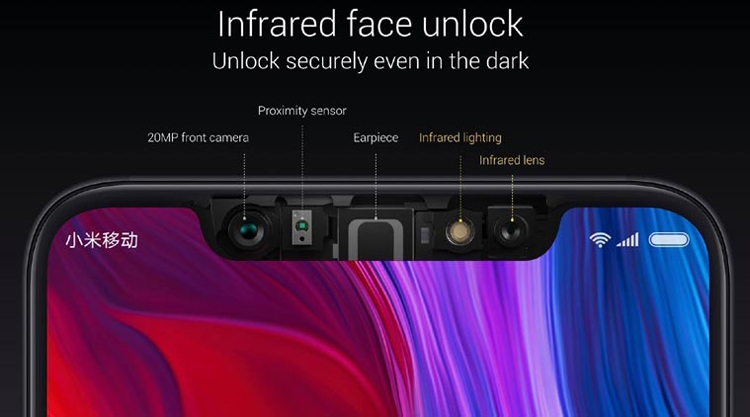 Infrared face unlock
Unlock securely even in the dark
Proximity sensor
20MP front camera
Earpiece
Infrared lighting
Infrared lens
小米移动